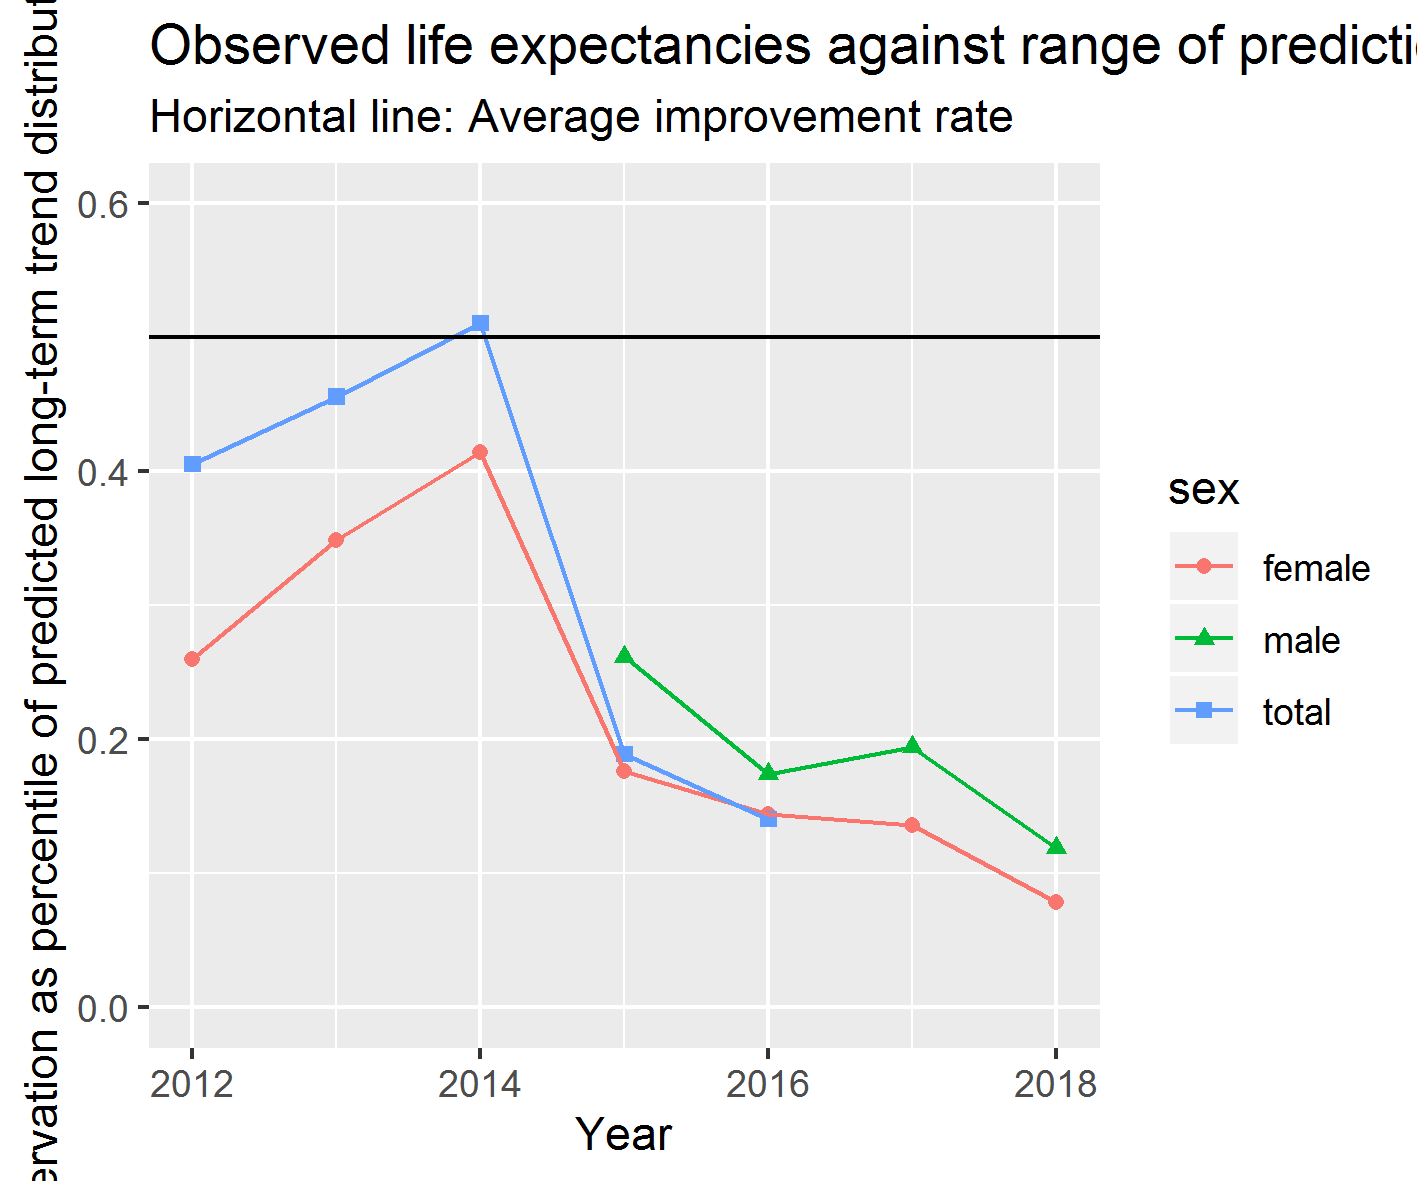 Observed life expectancies against range of predicti
Horizontal line: Average improvement rate
ervation as percentile of predicted long-term trend distribut
0.6
0.4
0.2
0.0
2012 2014 2016 2018
Year
sex
female
male
total